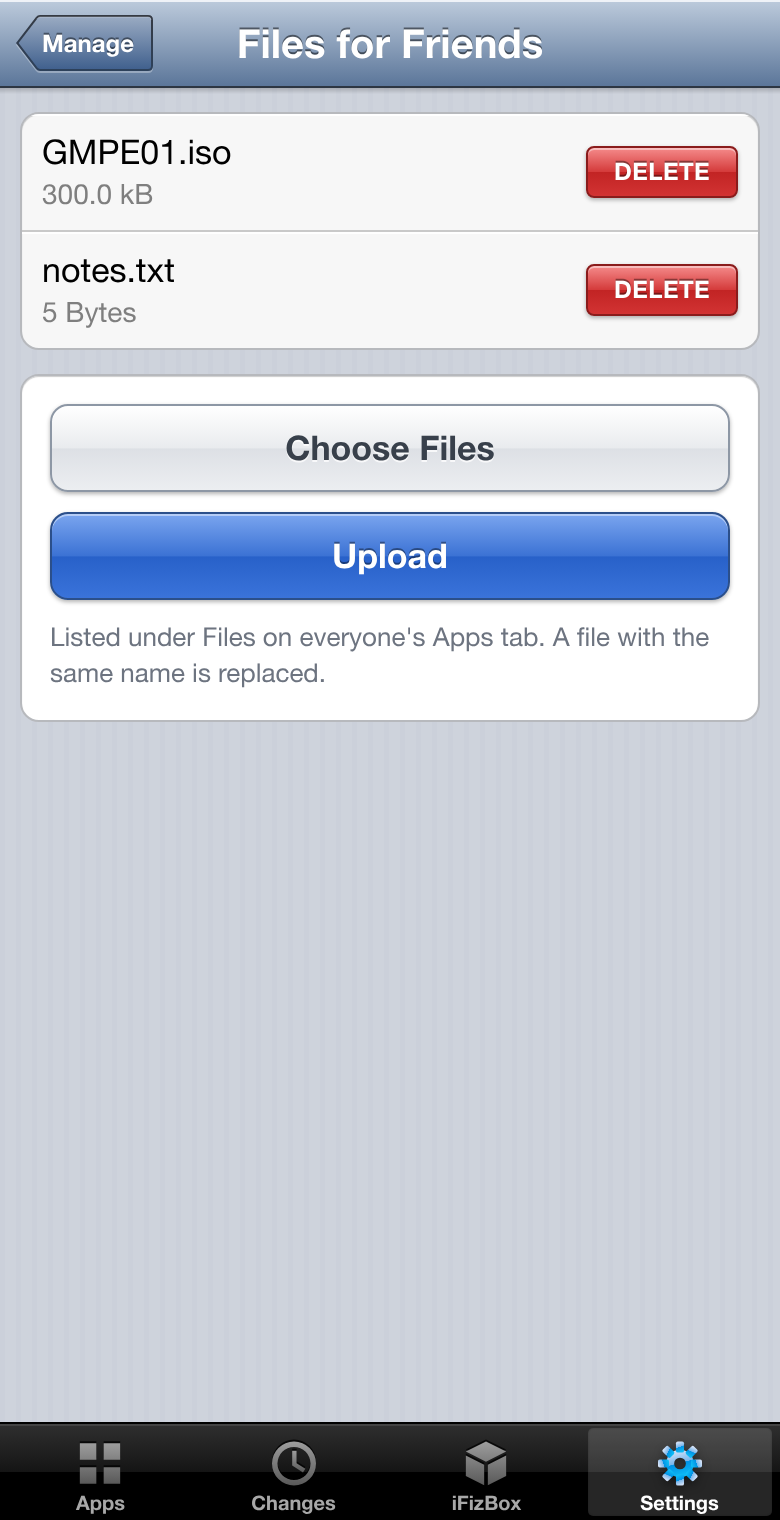 Manage
Files for Friends
GMPE01.iso
300.0 kB
DELETE
notes.txt
5 Bytes
DELETE
Choose Files
Upload
Listed under Files on everyone's Apps tab. A file with the
same name is replaced.
Apps
Changes
iFizBox
Settings